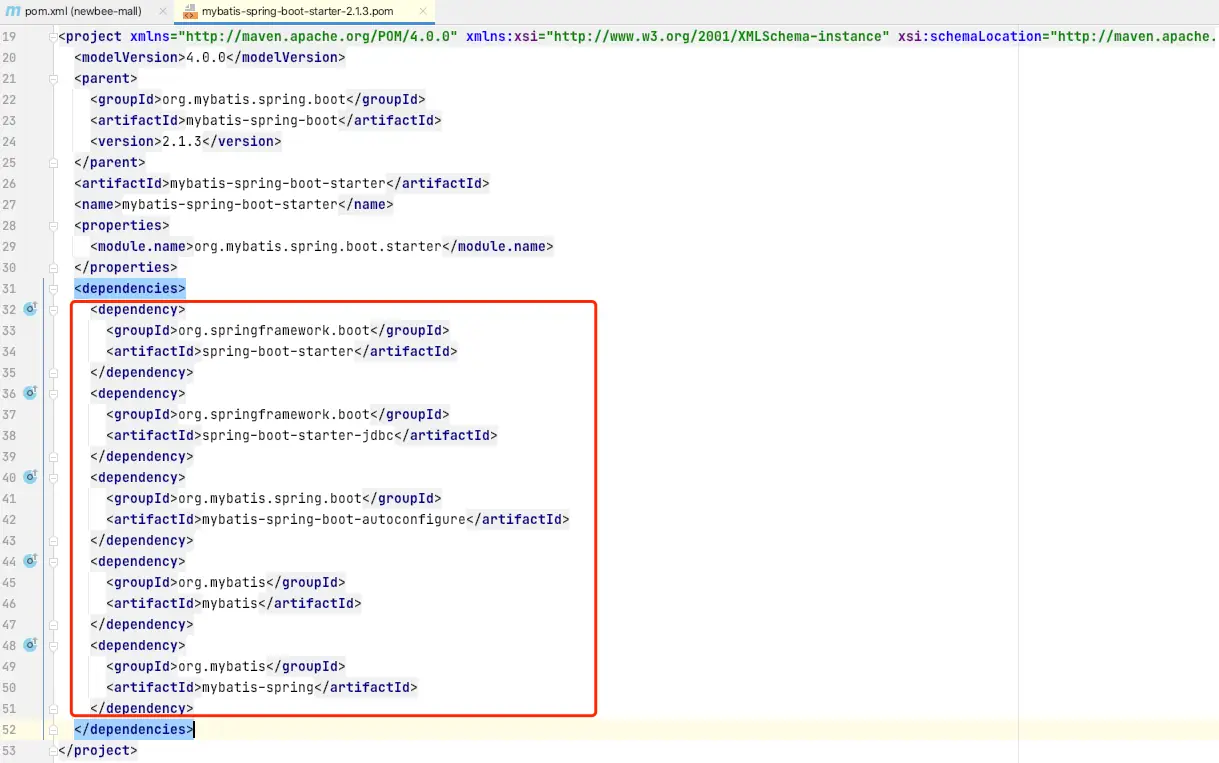 pom.xml (newbee-mall)
mybatis-spring-boot-starter-2.1.3.pom
19 <project xmlns="http://maven.apache.org/POM/4.0.0" xmlns:xsi="http://www.w3.org/2001/XMLSchema-instance" xsi:schemaLocation="http://maven.apache.
20 <modelVersion>4.0.0</modelVersion>
21 <parent>
22 <groupId>org.mybatis.spring.boot</groupId>
23 <artifactId>mybatis-spring-boot</artifactId>
24 <version>2.1.3</version>
25 </parent>
26 <artifactId>mybatis-spring-boot-starter</artifactId>
27 <name>mybatis-spring-boot-starter</name>
28 <properties>
29 <module.name>org.mybatis.spring.boot.starter</module.name>
30 </properties>
31 <dependencies>
32 <dependency>
33 <groupId>org.springframework.boot</groupId>
34 <artifactId>spring-boot-starter</artifactId>
35 </dependency>
36 <dependency>
37 <groupId>org.springframework.boot</groupId>
38 <artifactId>spring-boot-starter-jdbc</artifactId>
39 </dependency>
40 <dependency>
41 <groupId>org.mybatis.spring.boot</groupId>
42 <artifactId>mybatis-spring-boot-autoconfigure</artifactId>
43 </dependency>
44 <dependency>
45 <groupId>org.mybatis</groupId>
46 <artifactId>mybatis</artifactId>
47 </dependency>
48 <dependency>
49 <groupId>org.mybatis</groupId>
50 <artifactId>mybatis-spring</artifactId>
51 </dependency>
52 </dependencies>
53 </project>